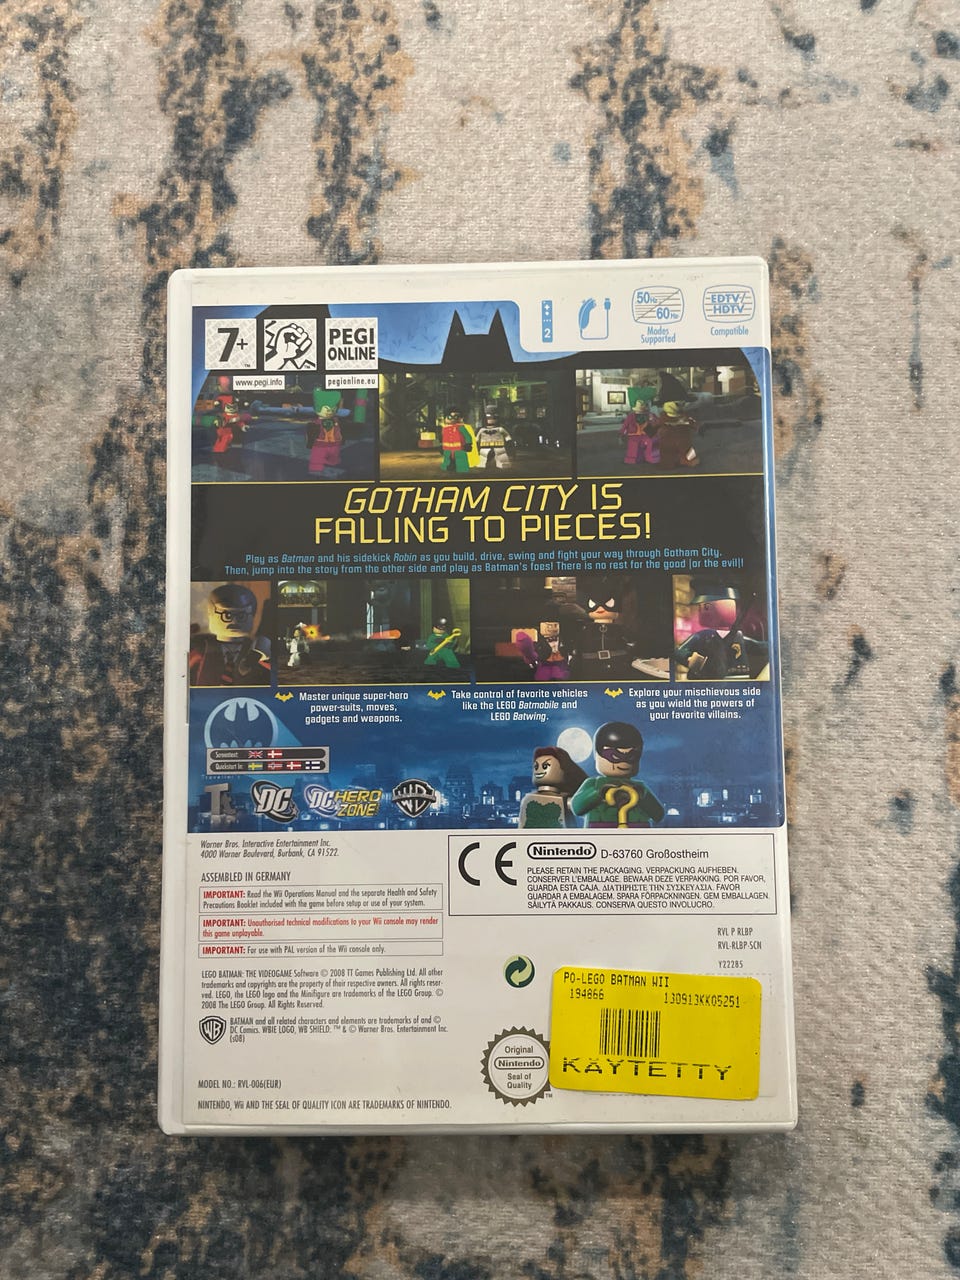 7+
™
™
PEGI
ONLINE
www.pegi.info
pegionline.eu
2
50Hz
60Hz
Modes
Supported
EDTV/
HDTV
Compatible
GOTHAM CITY IS
FALLING TO PIECES!
Play as Batman and his sidekick Robin as you build, drive, swing and fight your way through Gotham City.
Then, jump into the story from the other side and play as Batman's foes! There is no rest for the good (or the evil)!
Master unique super-hero
power-suits, moves,
gadgets and weapons.
Take control of favorite vehicles
like the LEGO Batmobile and
LEGO Batwing.
Explore your mischievous side
as you wield the powers of
your favorite villains.
Screentext:
Quickstart in:
DC
DC HERO
ZONE
WB
Warner Bros. Interactive Entertainment Inc.
4000 Warner Boulevard, Burbank, CA 91522.
ASSEMBLED IN GERMANY
IMPORTANT: Read the Wii Operations Manual and the separate Health and Safety
Precautions Booklet included with the game before setup or use of your system.
IMPORTANT: Unauthorised technical modifications to your Wii console may render
this game unplayable.
IMPORTANT: For use with PAL version of the Wii console only.
CE
Nintendo® D-63760 Großostheim
PLEASE RETAIN THE PACKAGING. VERPACKUNG AUFHEBEN.
CONSERVER L'EMBALLAGE. BEWAAR DEZE VERPAKKING. POR FAVOR,
GUARDA ESTA CAJA. ΔΙΑΤΗΡΗΣΤΕ ΤΗΝ ΣΥΣΚΕΥΑΣΙΑ. FAVOR
GUARDAR A EMBALAGEM. SPARA FÖRPACKNINGEN. GEM EMBALLAGEN.
SÄILYTÄ PAKKAUS. CONSERVA QUESTO INVOLUCRO.
RVL P RLBP
RVL-RLBP-SCN
Y22285
LEGO BATMAN: THE VIDEOGAME Software © 2008 TT Games Publishing Ltd. All other
trademarks and copyrights are the property of their respective owners. All rights reser-
ved. LEGO, the LEGO logo and the Minifigure are trademarks of the LEGO Group. ©
2008 The LEGO Group. All Rights Reserved.
WB
BATMAN and all related characters and elements are trademarks of and ©
DC Comics. WBIE LOGO, WB SHIELD: ™ & © Warner Bros. Entertainment Inc.
(s08)
PO-LEGO BATMAN WII
194866
130913KK05251
KÄYTETTY
Original
Nintendo
Seal of
Quality
™
MODEL NO.: RVL-006(EUR)
NINTENDO, Wii AND THE SEAL OF QUALITY ICON ARE TRADEMARKS OF NINTENDO.